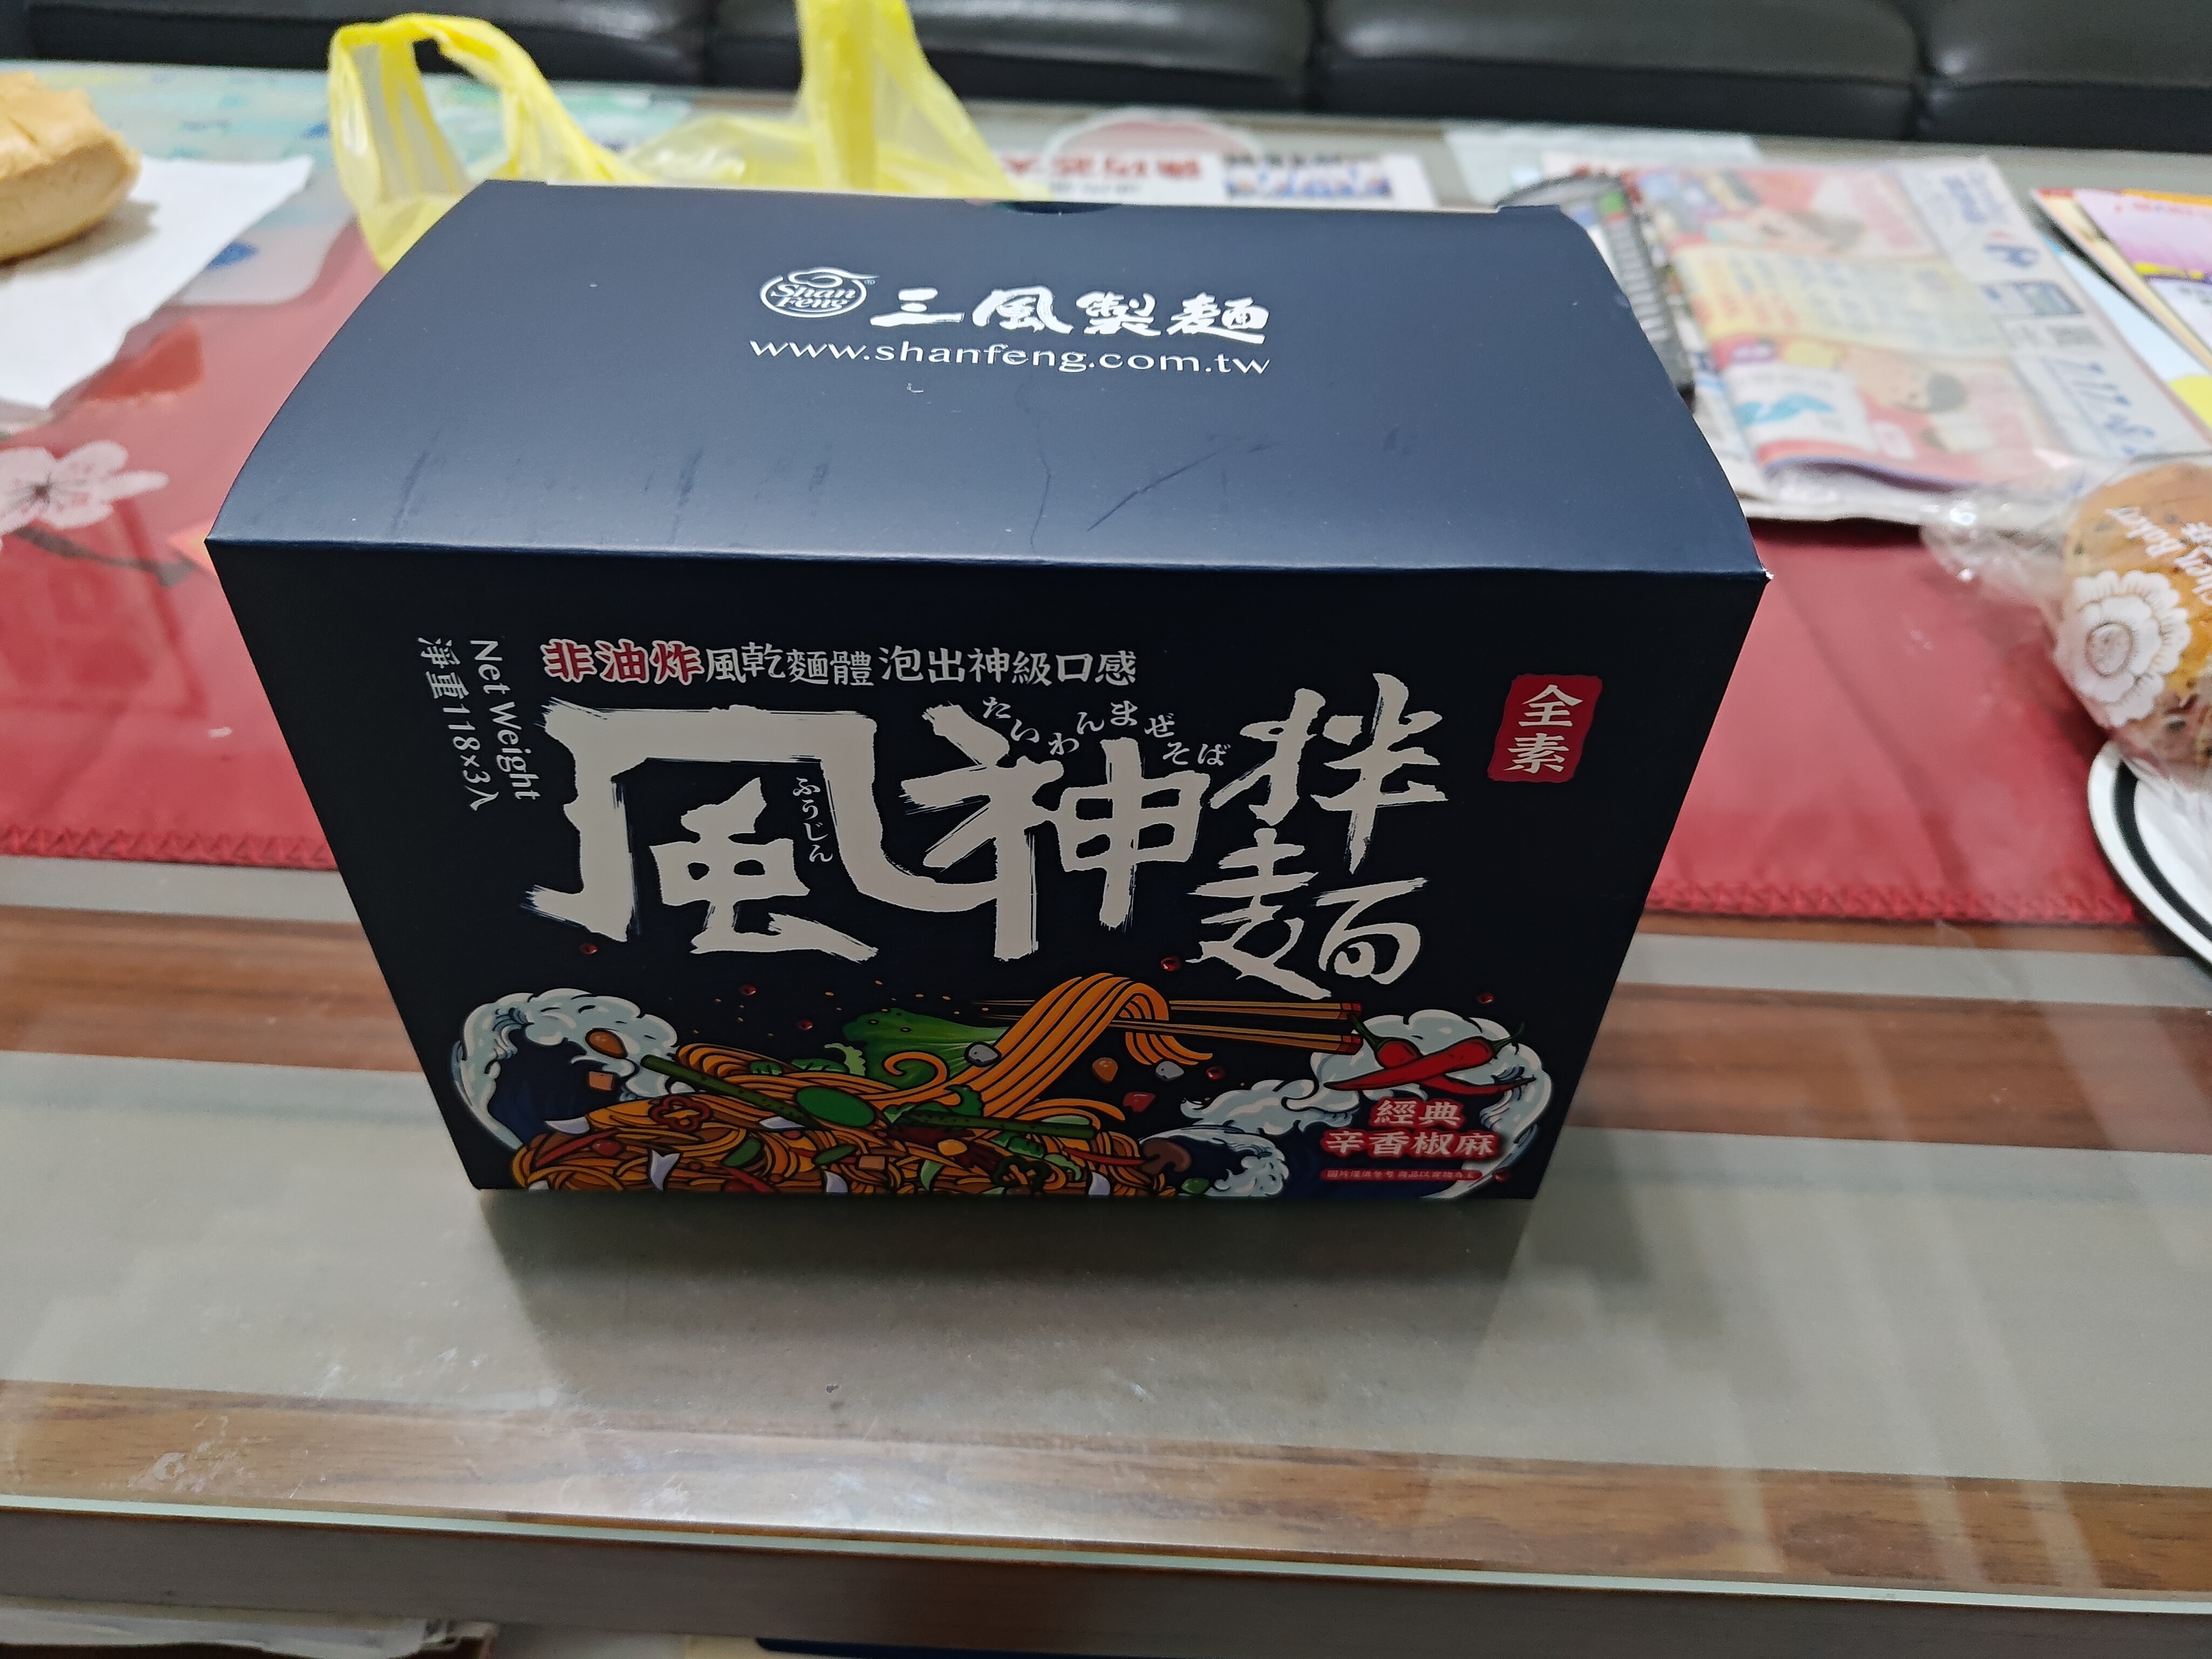 Shan Feng
三風製麵
www.shanfeng.com.tw
非油炸風乾麵體 泡出神級口感
Net Weight
淨重118×3入
風神拌麵
ふうじん
たいわんまぜそば
全素
經典
辛香椒麻